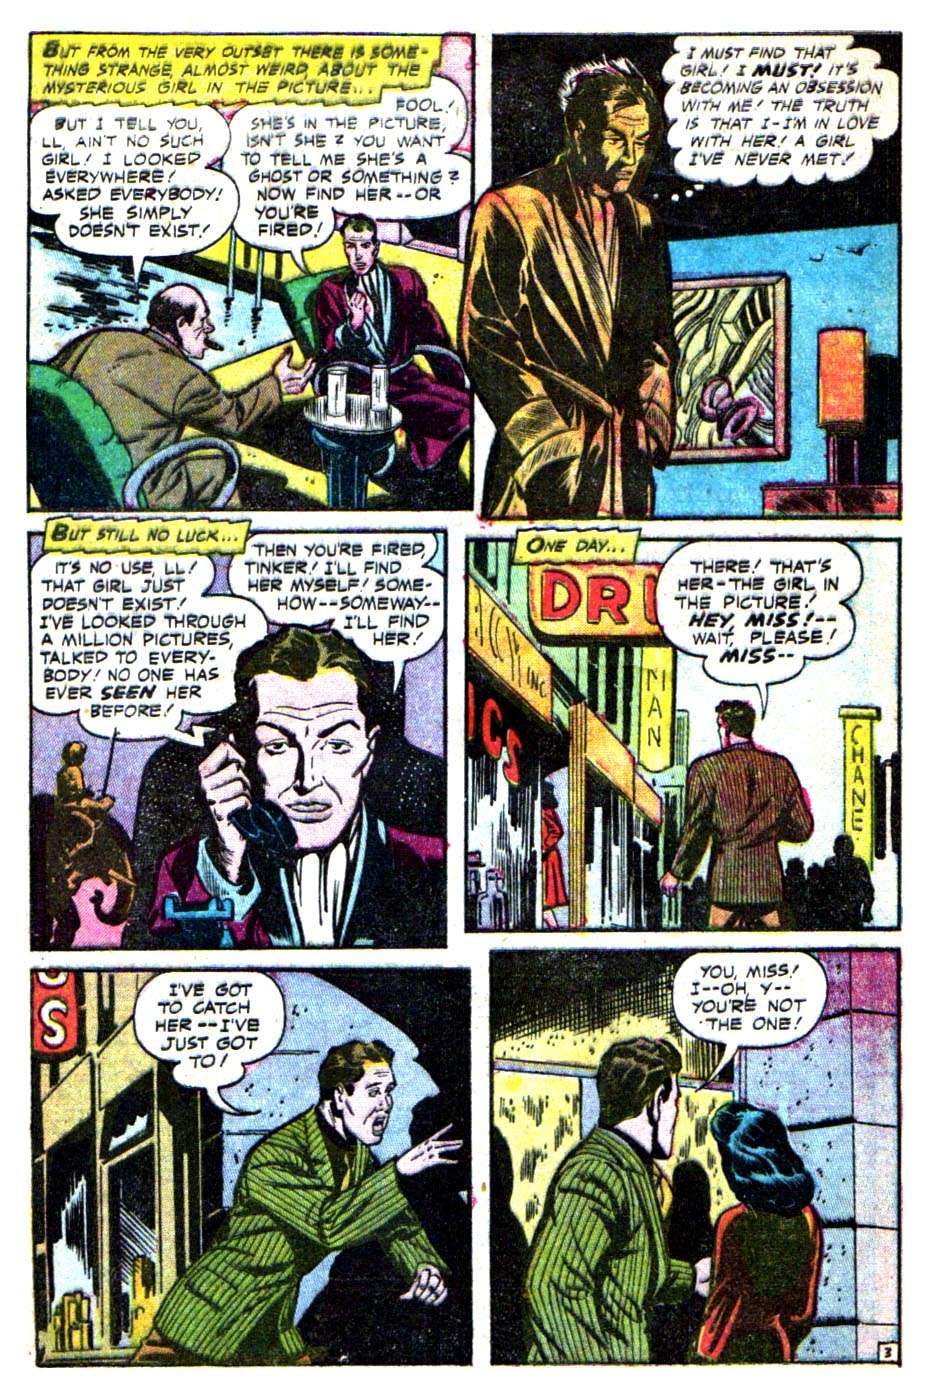 BUT FROM THE VERY OUTSET THERE IS SOME-
THING STRANGE, ALMOST WEIRD, ABOUT THE
MYSTERIOUS GIRL IN THE PICTURE...
BUT I TELL YOU,
LL, AIN'T NO SUCH
GIRL! I LOOKED
EVERYWHERE!
ASKED EVERYBODY!
SHE SIMPLY
DOESN'T EXIST!
FOOL!
SHE'S IN THE PICTURE,
ISN'T SHE? YOU WANT
TO TELL ME SHE'S A
GHOST OR SOMETHING?
NOW FIND HER--OR
YOU'RE
FIRED!
I MUST FIND THAT
GIRL! I MUST! IT'S
BECOMING AN OBSESSION
WITH ME! THE TRUTH
IS THAT I-I'M IN LOVE
WITH HER! A GIRL
I'VE NEVER MET!
BUT STILL NO LUCK...
IT'S NO USE, LL!
THAT GIRL JUST
DOESN'T EXIST!
I'VE LOOKED THROUGH
A MILLION PICTURES,
TALKED TO EVERY-
BODY! NO ONE HAS
EVER SEEN HER
BEFORE!
THEN YOU'RE FIRED,
TINKER! I'LL FIND
HER MYSELF! SOME-
HOW--SOMEWAY--
I'LL FIND
HER!
ONE DAY...
THERE! THAT'S
HER--THE GIRL IN
THE PICTURE!
HEY, MISS!--
WAIT, PLEASE!
MISS--
DRU
INC
ICS
MAN
CHANE
I'VE GOT
TO CATCH
HER--I'VE
JUST GOT
TO!
S
YOU, MISS!
I--OH, Y--
YOU'RE NOT
THE ONE!
3